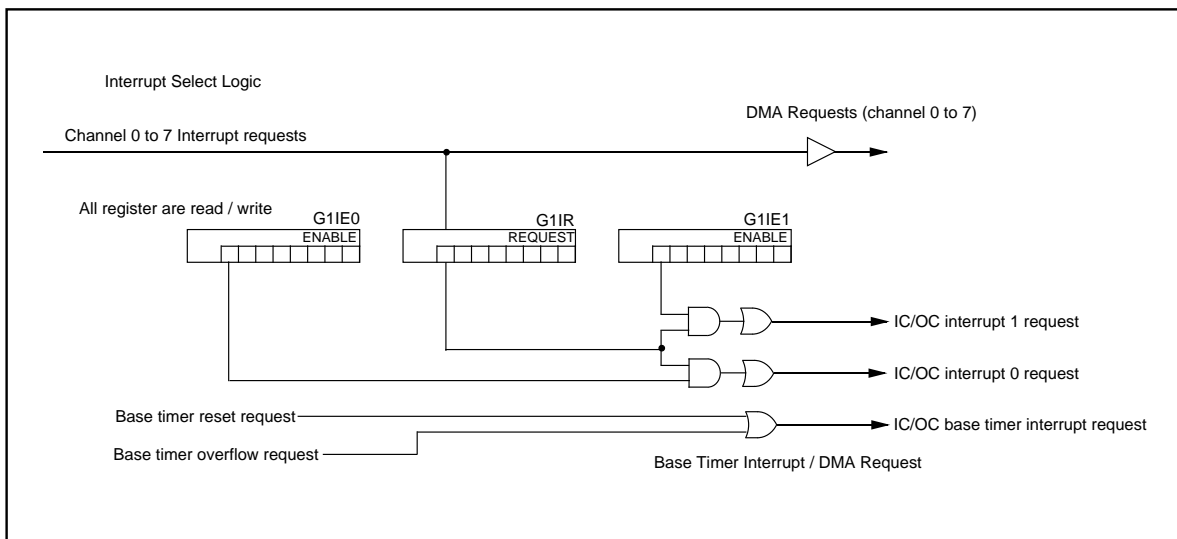 Interrupt Select Logic
DMA Requests (channel 0 to 7)
Channel 0 to 7 Interrupt requests
All register are read / write
G1IE0
G1IR
G1IE1
ENABLE
REQUEST
ENABLE
IC/OC interrupt 1 request
IC/OC interrupt 0 request
Base timer reset request
IC/OC base timer interrupt request
Base timer overflow request
Base Timer Interrupt / DMA Request